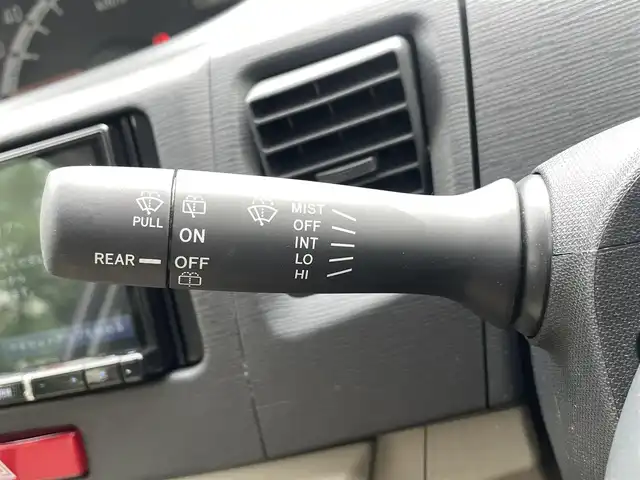 PULL
REAR
ON
OFF
MIST
OFF
INT
LO
HI